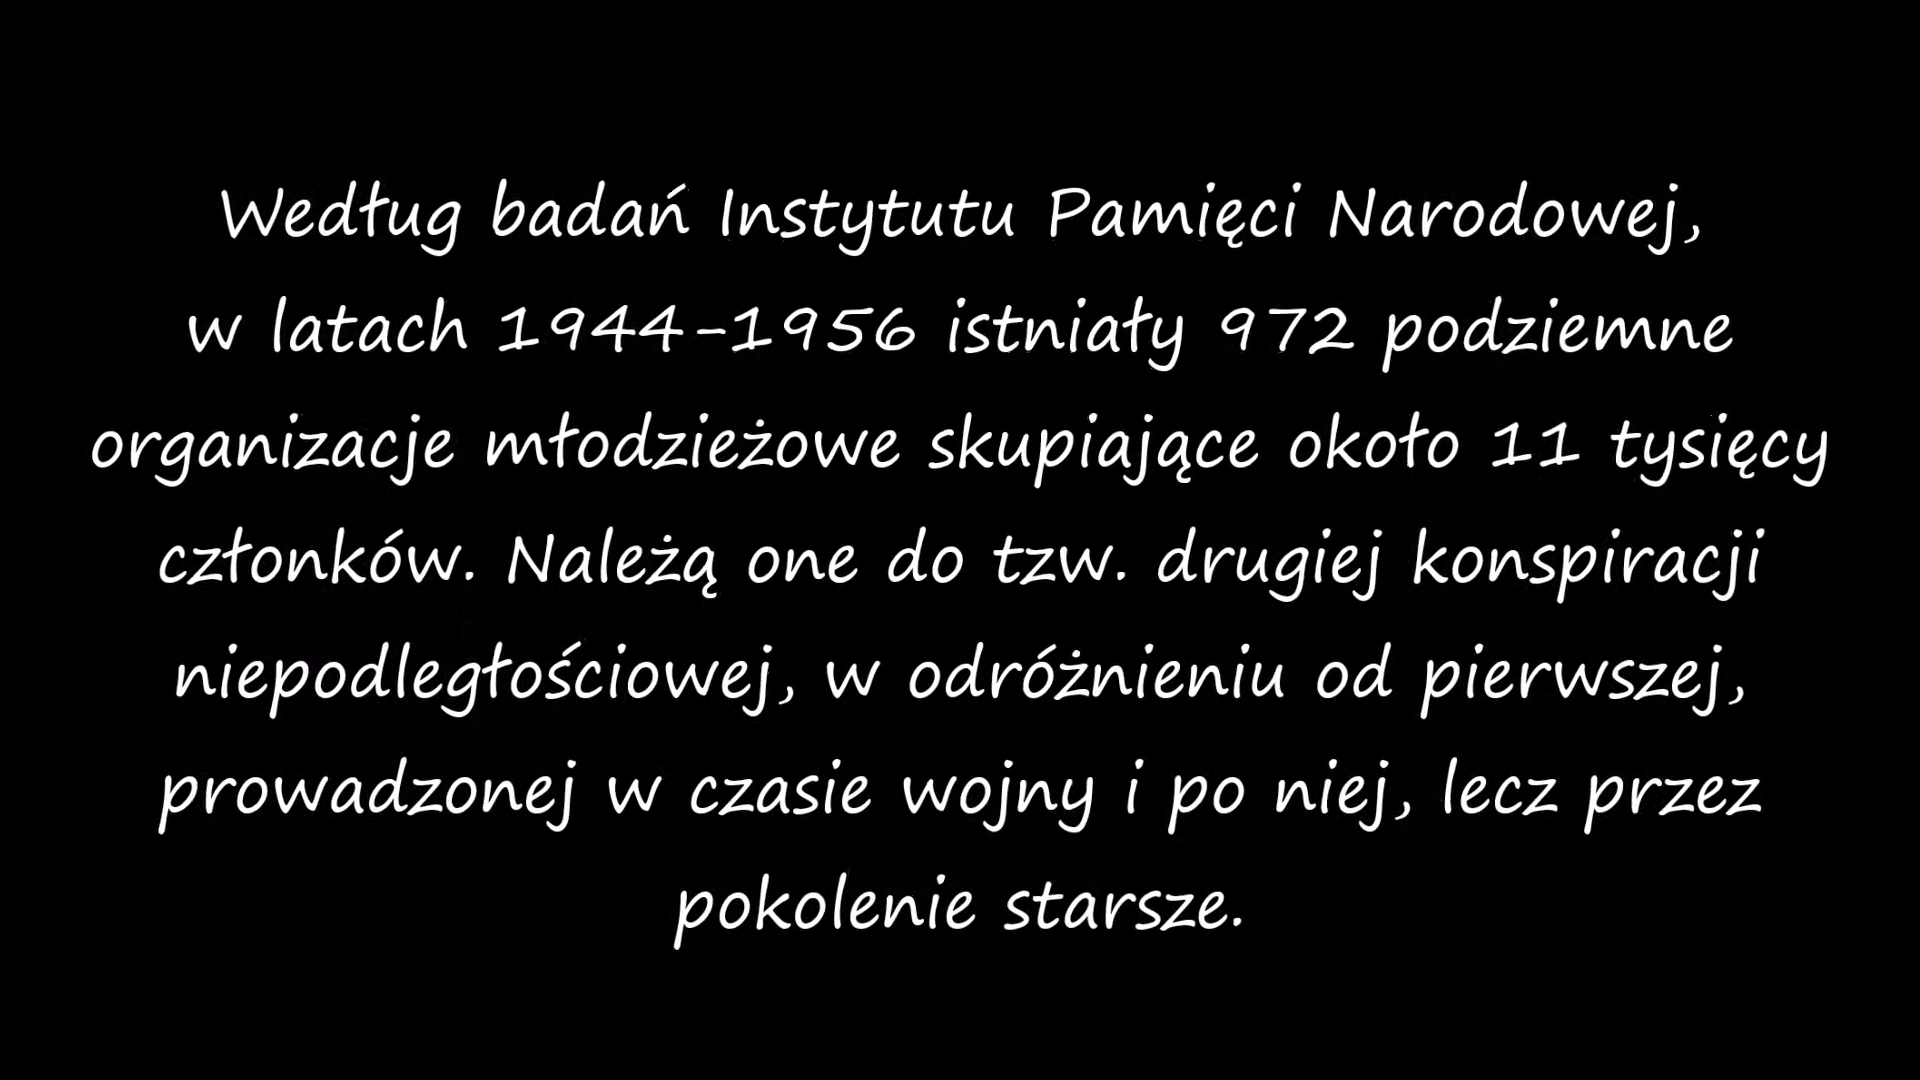 Według badań Instytutu Pamięci Narodowej,
w latach 1944-1956 istniały 972 podziemne
organizacje młodzieżowe skupiające około 11 tysięcy
członków. Należą one do tzw. drugiej konspiracji
niepodległościowej, w odróżnieniu od pierwszej,
prowadzonej w czasie wojny i po niej, lecz przez
pokolenie starsze.